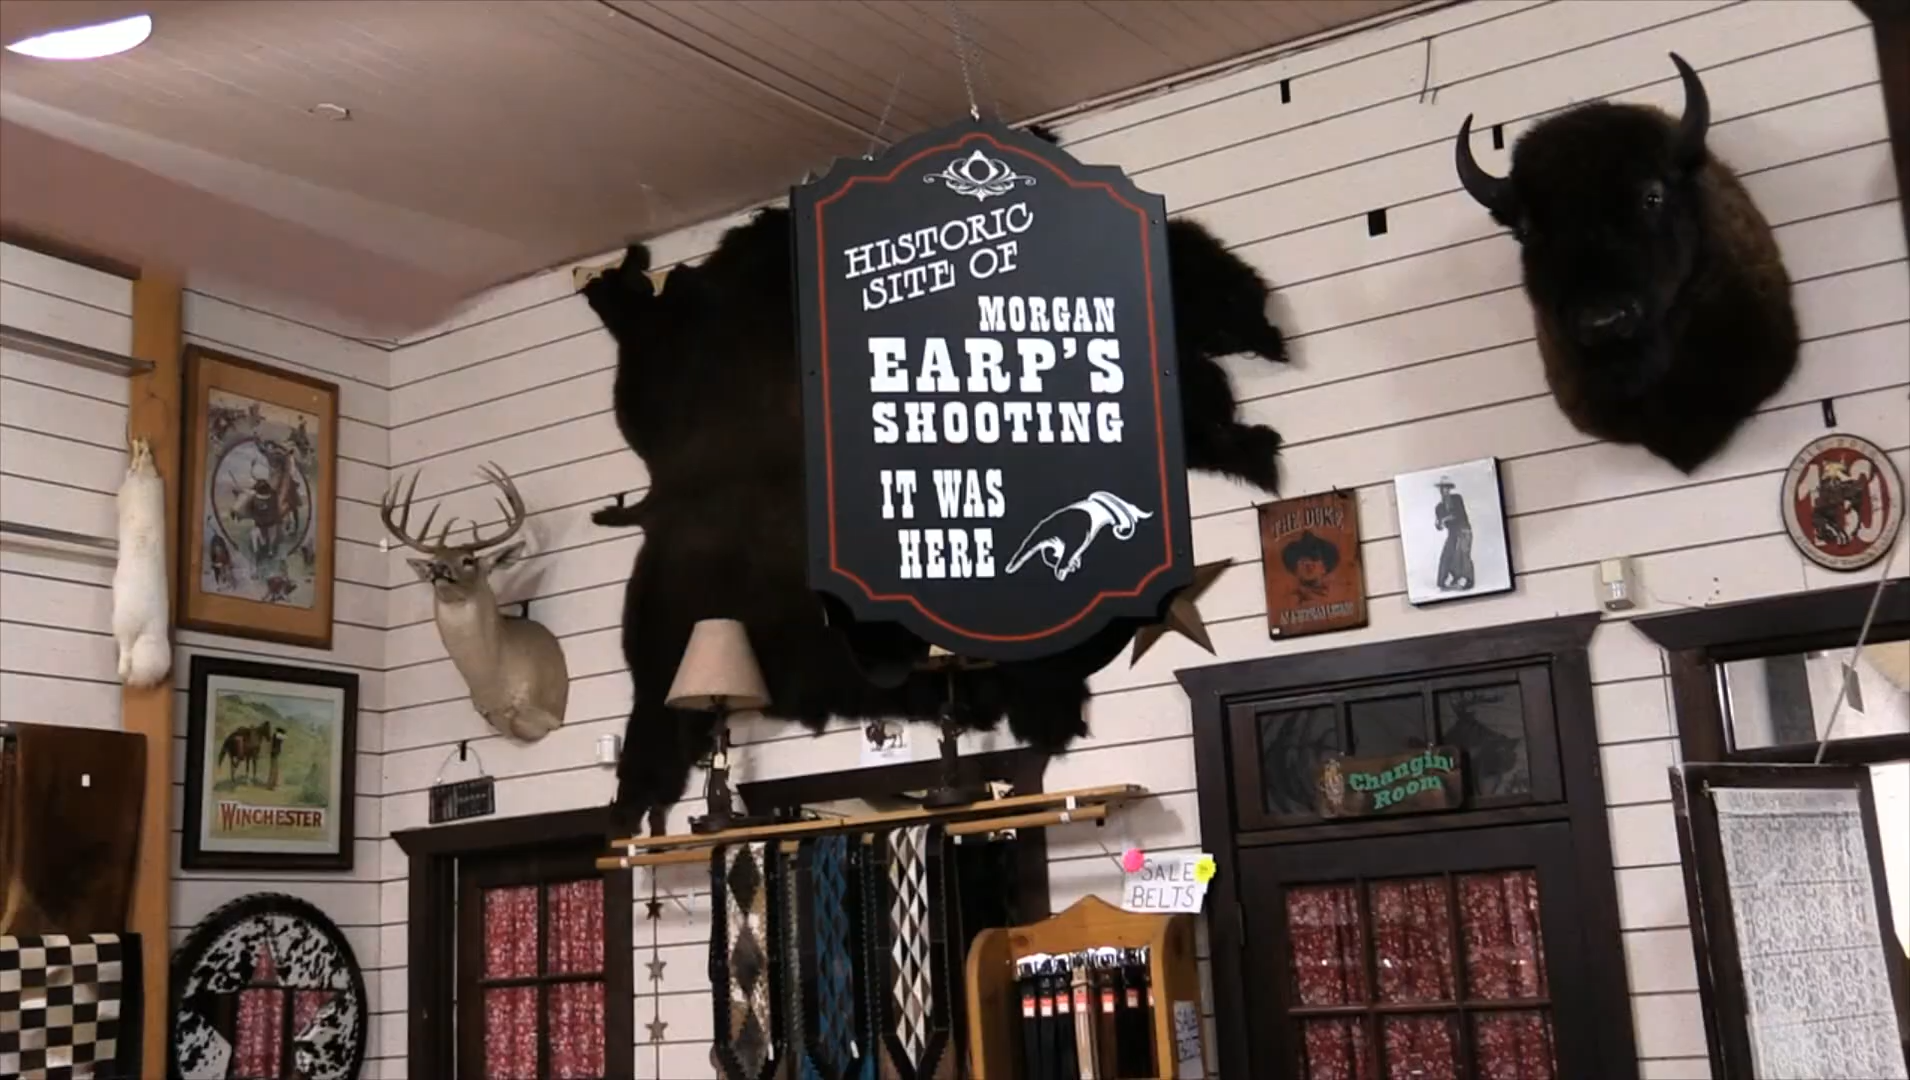 HISTORIC
SITE OF
MORGAN
EARP'S
SHOOTING
IT WAS
HERE
THE DUKE
WINCHESTER
Changin'
Room
SALE
BELTS